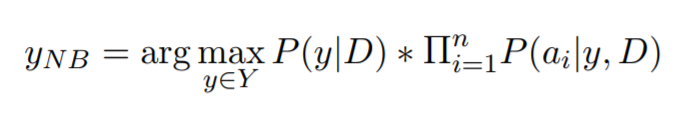 y_{NB} = \arg\max_{y \in Y} P(y|D) * \Pi_{i=1}^{n} P(a_i|y, D)